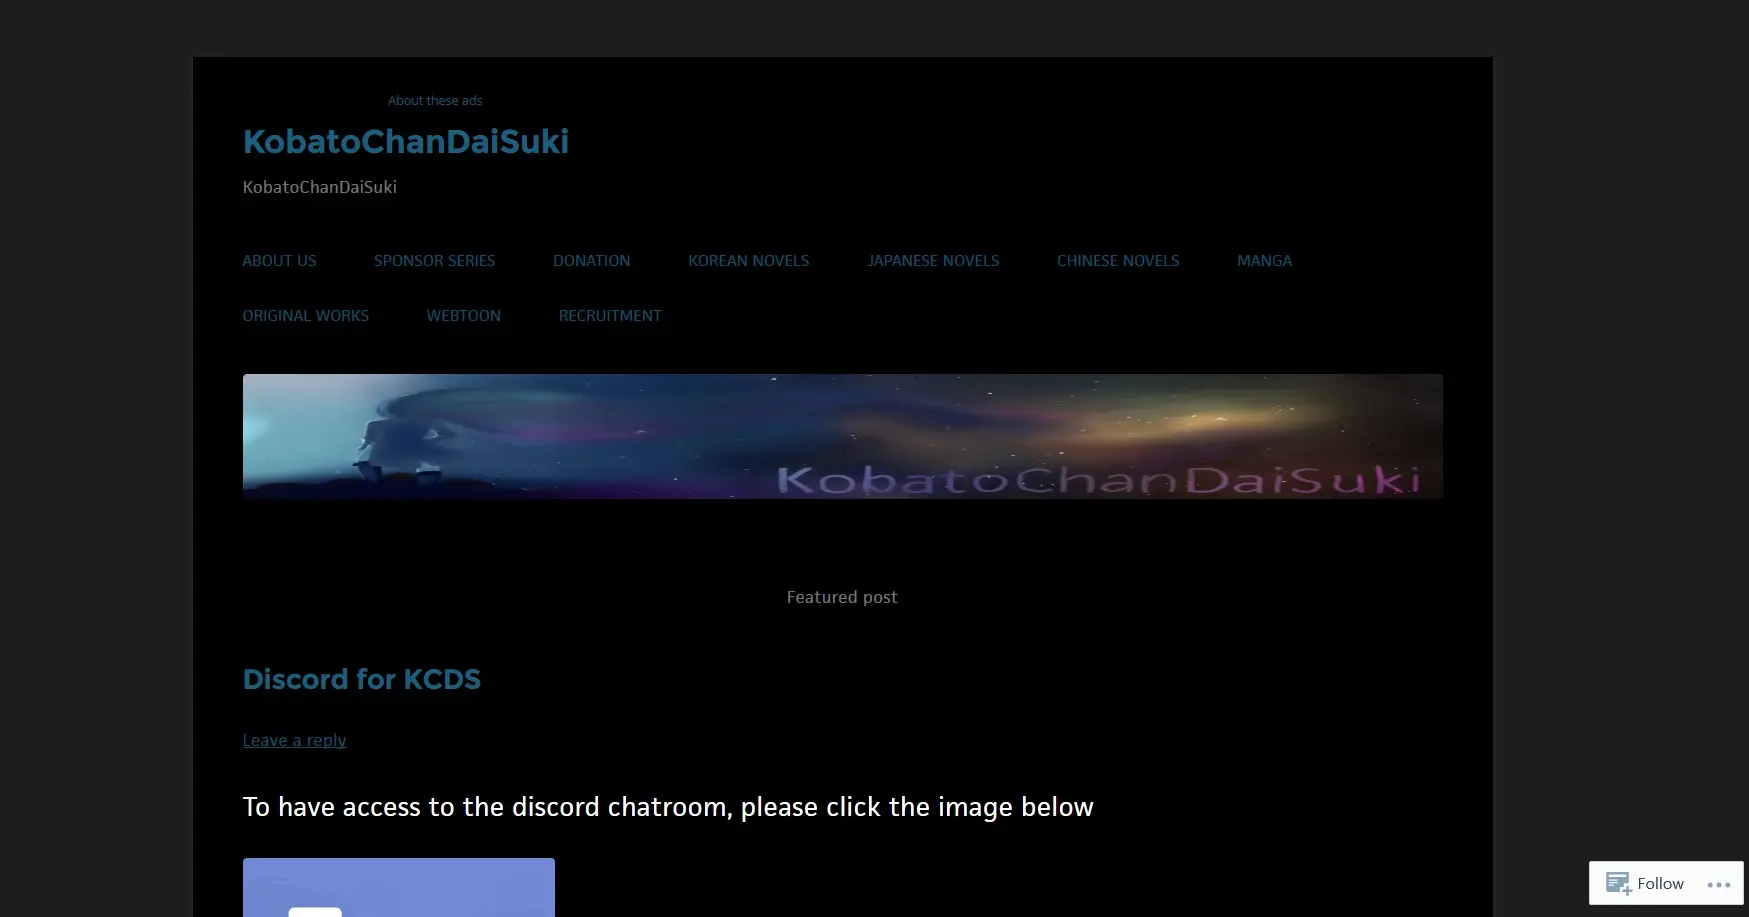 About these ads
KobatoChanDaiSuki
KobatoChanDaiSuki
ABOUT US SPONSOR SERIES DONATION KOREAN NOVELS JAPANESE NOVELS CHINESE NOVELS MANGA
ORIGINAL WORKS WEBTOON RECRUITMENT
KobatoChanDaiSuki
Featured post
Discord for KCDS
Leave a reply
To have access to the discord chatroom, please click the image below
Follow